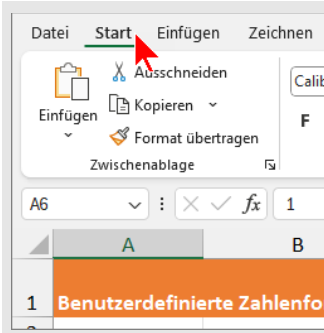 Datei Start Einfügen Zeichnen
Ausschneiden
Kopieren
Format übertragen
Einfügen
Zwischenablage
Calib
F
A6 fx 1
A B
1 Benutzerdefinierte Zahlenfo